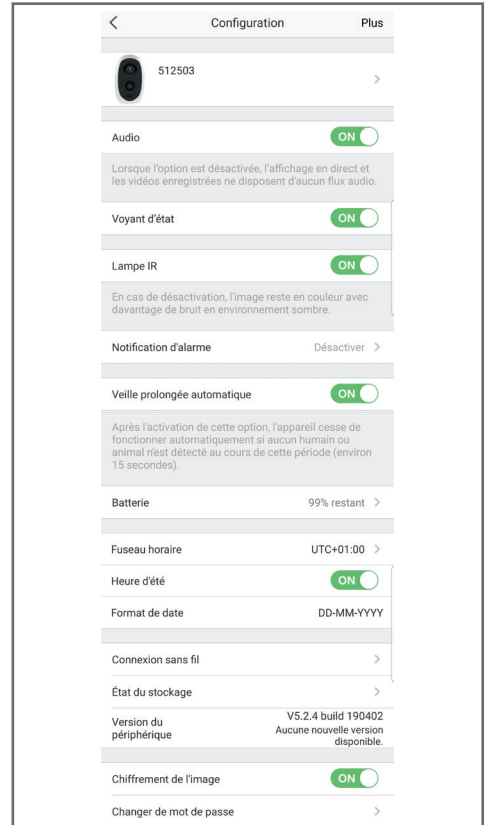 Configuration Plus
512503
Audio ON
Lorsque l'option est désactivée, l'affichage en direct et
les vidéos enregistrées ne disposent d'aucun flux audio.
Voyant d'état ON
Lampe IR ON
En cas de désactivation, l'image reste en couleur avec
davantage de bruit en environnement sombre.
Notification d'alarme Désactiver
Veille prolongée automatique ON
Après l'activation de cette option, l'appareil cesse de
fonctionner automatiquement si aucun humain ou
animal n'est détecté au cours de cette période (environ
15 secondes).
Batterie 99% restant
Fuseau horaire UTC+01:00
Heure d'été ON
Format de date DD-MM-YYYY
Connexion sans fil
État du stockage
Version du
périphérique
V5.2.4 build 190402
Aucune nouvelle version
disponible.
Chiffrement de l'image ON
Changer de mot de passe